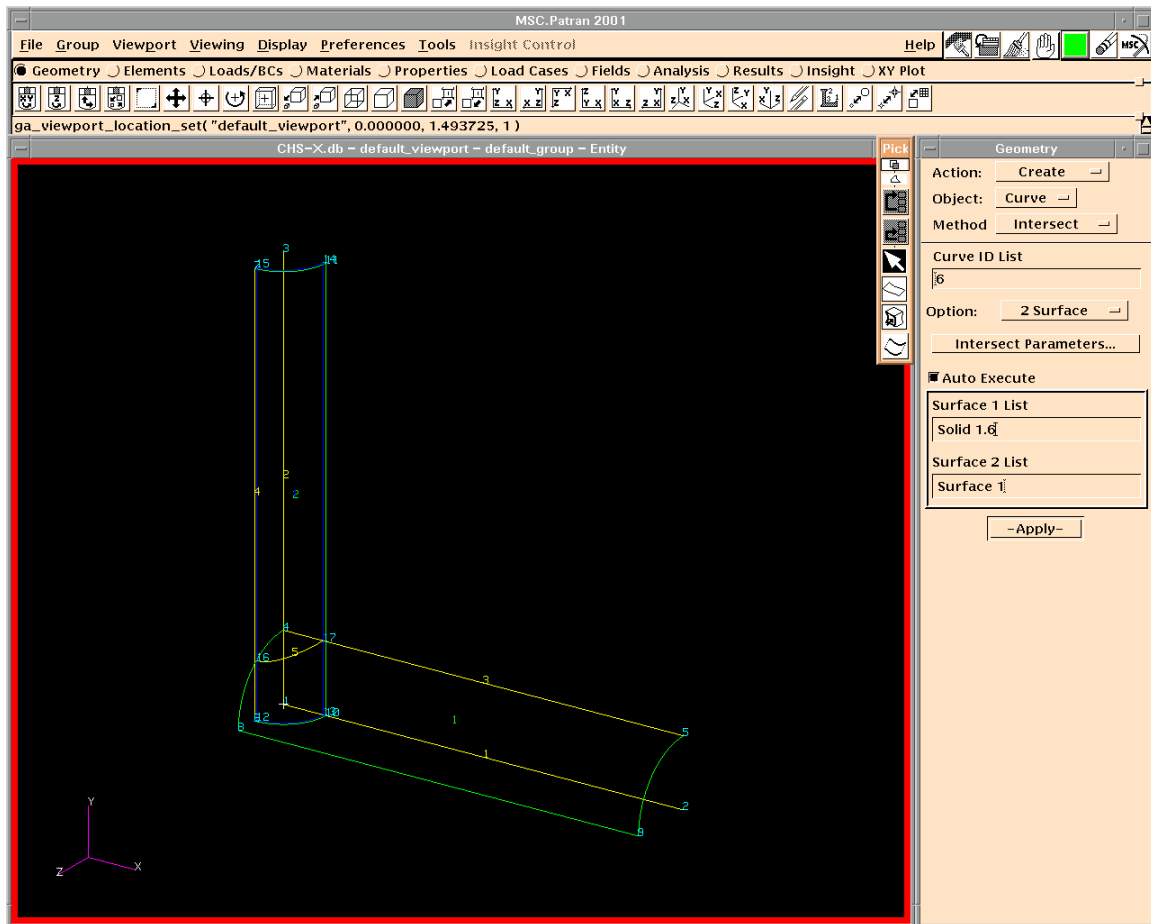 MSC.Patran 2001
File Group Viewport Viewing Display Preferences Tools Insight Control Help
MSC
Geometry Elements Loads/BCs Materials Properties Load Cases Fields Analysis Results Insight XY Plot
ga_viewport_location_set( "default_viewport", 0.000000, 1.493725, 1 )
CHS-X.db - default_viewport - default_group - Entity
Pick
Geometry
Action: Create
Object: Curve
Method Intersect
Curve ID List
6
Option: 2 Surface
Intersect Parameters...
Auto Execute
Surface 1 List
Solid 1.6
Surface 2 List
Surface 1
-Apply-
3
15
2
4
2
4
17
16
5
3
1
12
1
8
1
5
2
9
Y
Z
X